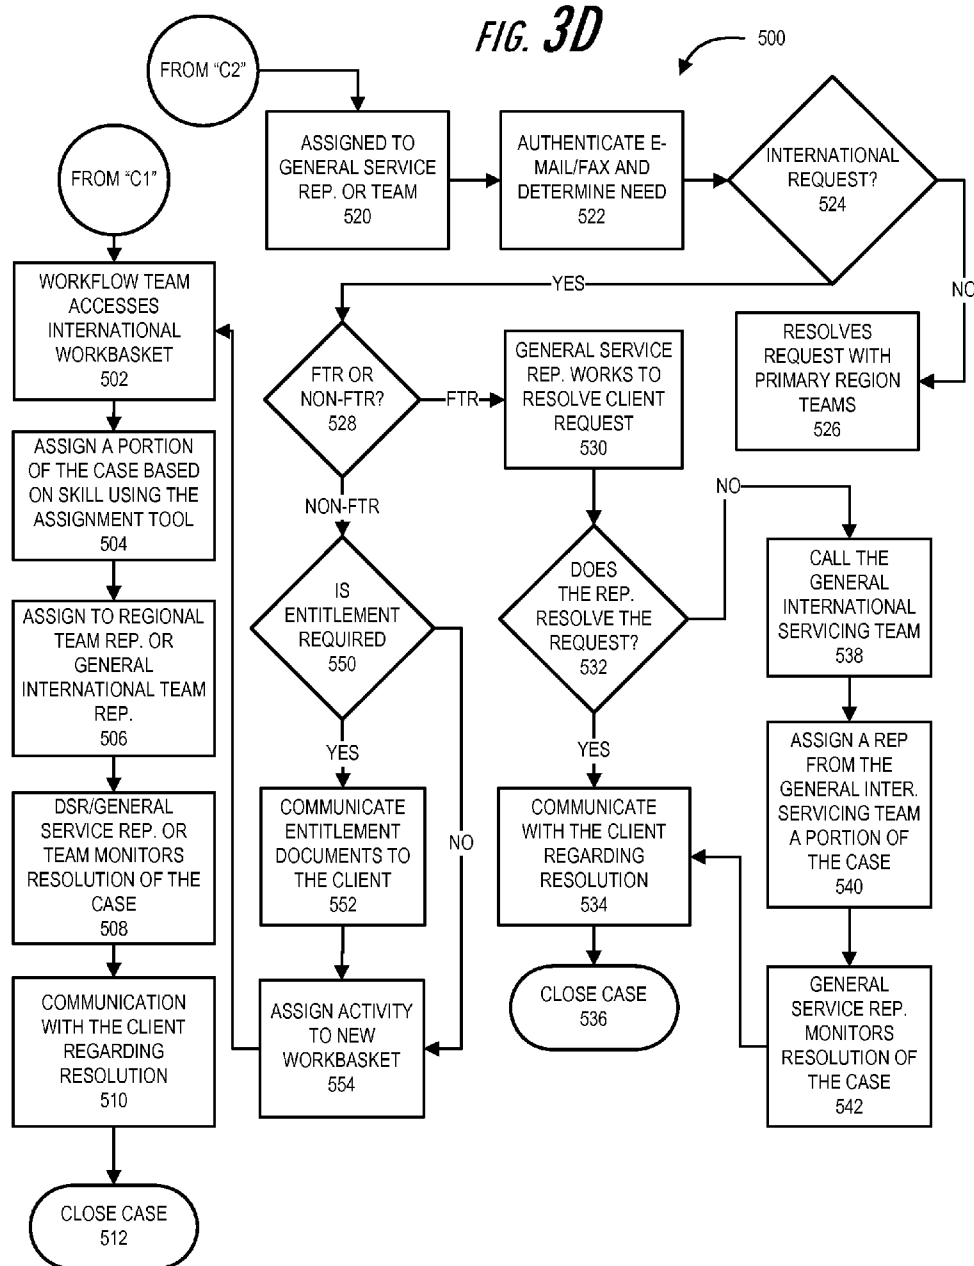 FIG. 3D
500
FROM "C2"
FROM "C1"
ASSIGNED TO
GENERAL SERVICE
REP. OR TEAM
520
AUTHENTICATE E-
MAIL/FAX AND
DETERMINE NEED
522
INTERNATIONAL
REQUEST?
524
YES
NO
WORKFLOW TEAM
ACCESSES
INTERNATIONAL
WORKBASKET
502
FTR OR
NON-FTR?
528
FTR
GENERAL SERVICE
REP. WORKS TO
RESOLVE CLIENT
REQUEST
530
RESOLVES
REQUEST WITH
PRIMARY REGION
TEAMS
526
ASSIGN A PORTION
OF THE CASE BASED
ON SKILL USING THE
ASSIGNMENT TOOL
504
NON-FTR
NO
IS
ENTITLEMENT
REQUIRED
550
DOES
THE REP.
RESOLVE THE
REQUEST?
532
CALL THE
GENERAL
INTERNATIONAL
SERVICING TEAM
538
ASSIGN TO REGIONAL
TEAM REP. OR
GENERAL
INTERNATIONAL TEAM
REP.
506
YES
YES
ASSIGN A REP
FROM THE
GENERAL INTER.
SERVICING TEAM
A PORTION OF
THE CASE
540
DSR/GENERAL
SERVICE REP. OR
TEAM MONITORS
RESOLUTION OF THE
CASE
508
COMMUNICATE
ENTITLEMENT
DOCUMENTS TO
THE CLIENT
552
NO
COMMUNICATE
WITH THE CLIENT
REGARDING
RESOLUTION
534
COMMUNICATION
WITH THE CLIENT
REGARDING
RESOLUTION
510
ASSIGN ACTIVITY
TO NEW
WORKBASKET
554
CLOSE CASE
536
GENERAL
SERVICE REP.
MONITORS
RESOLUTION OF
THE CASE
542
CLOSE CASE
512